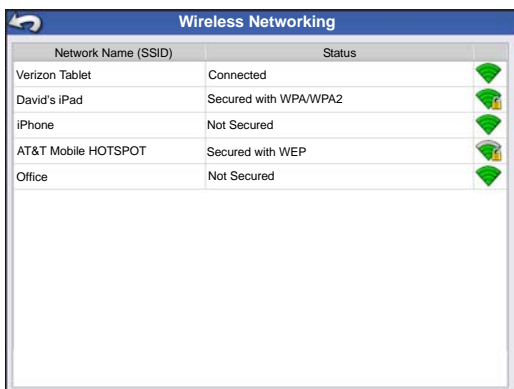 Wireless Networking
Network Name (SSID) Status
Verizon Tablet Connected
David's iPad Secured with WPA/WPA2
iPhone Not Secured
AT&T Mobile HOTSPOT Secured with WEP
Office Not Secured